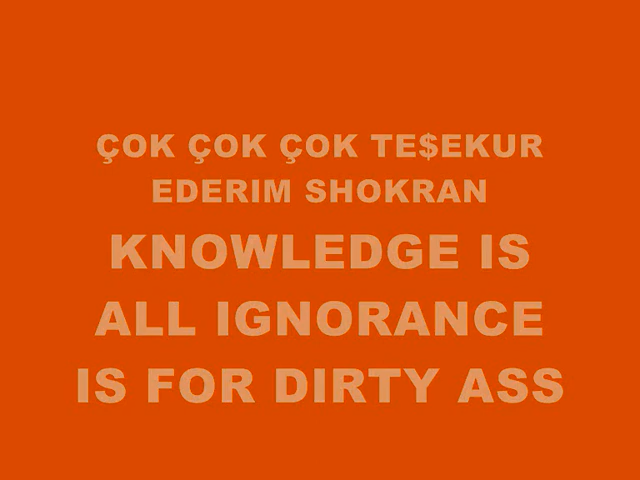 ÇOK ÇOK ÇOK TE$EKUR
EDERIM SHOKRAN
KNOWLEDGE IS
ALL IGNORANCE
IS FOR DIRTY ASS